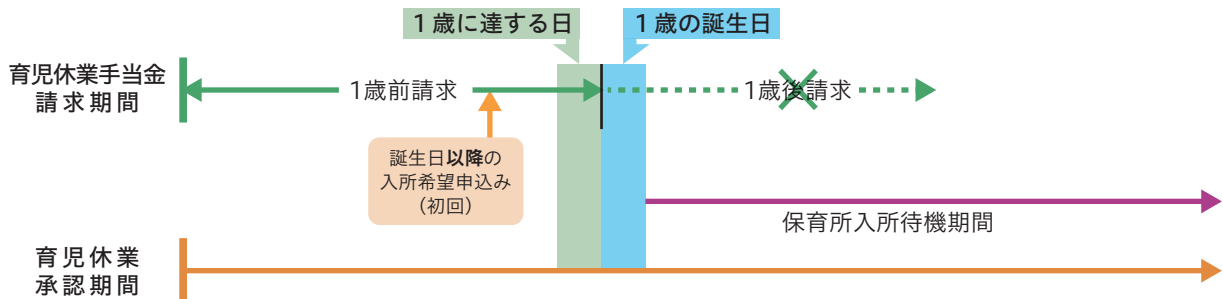 1歳に達する日
1歳の誕生日
育児休業手当金
請求期間
1歳前請求
1歳後請求
誕生日以降の
入所希望申込み
(初回)
保育所入所待機期間
育児休業
承認期間